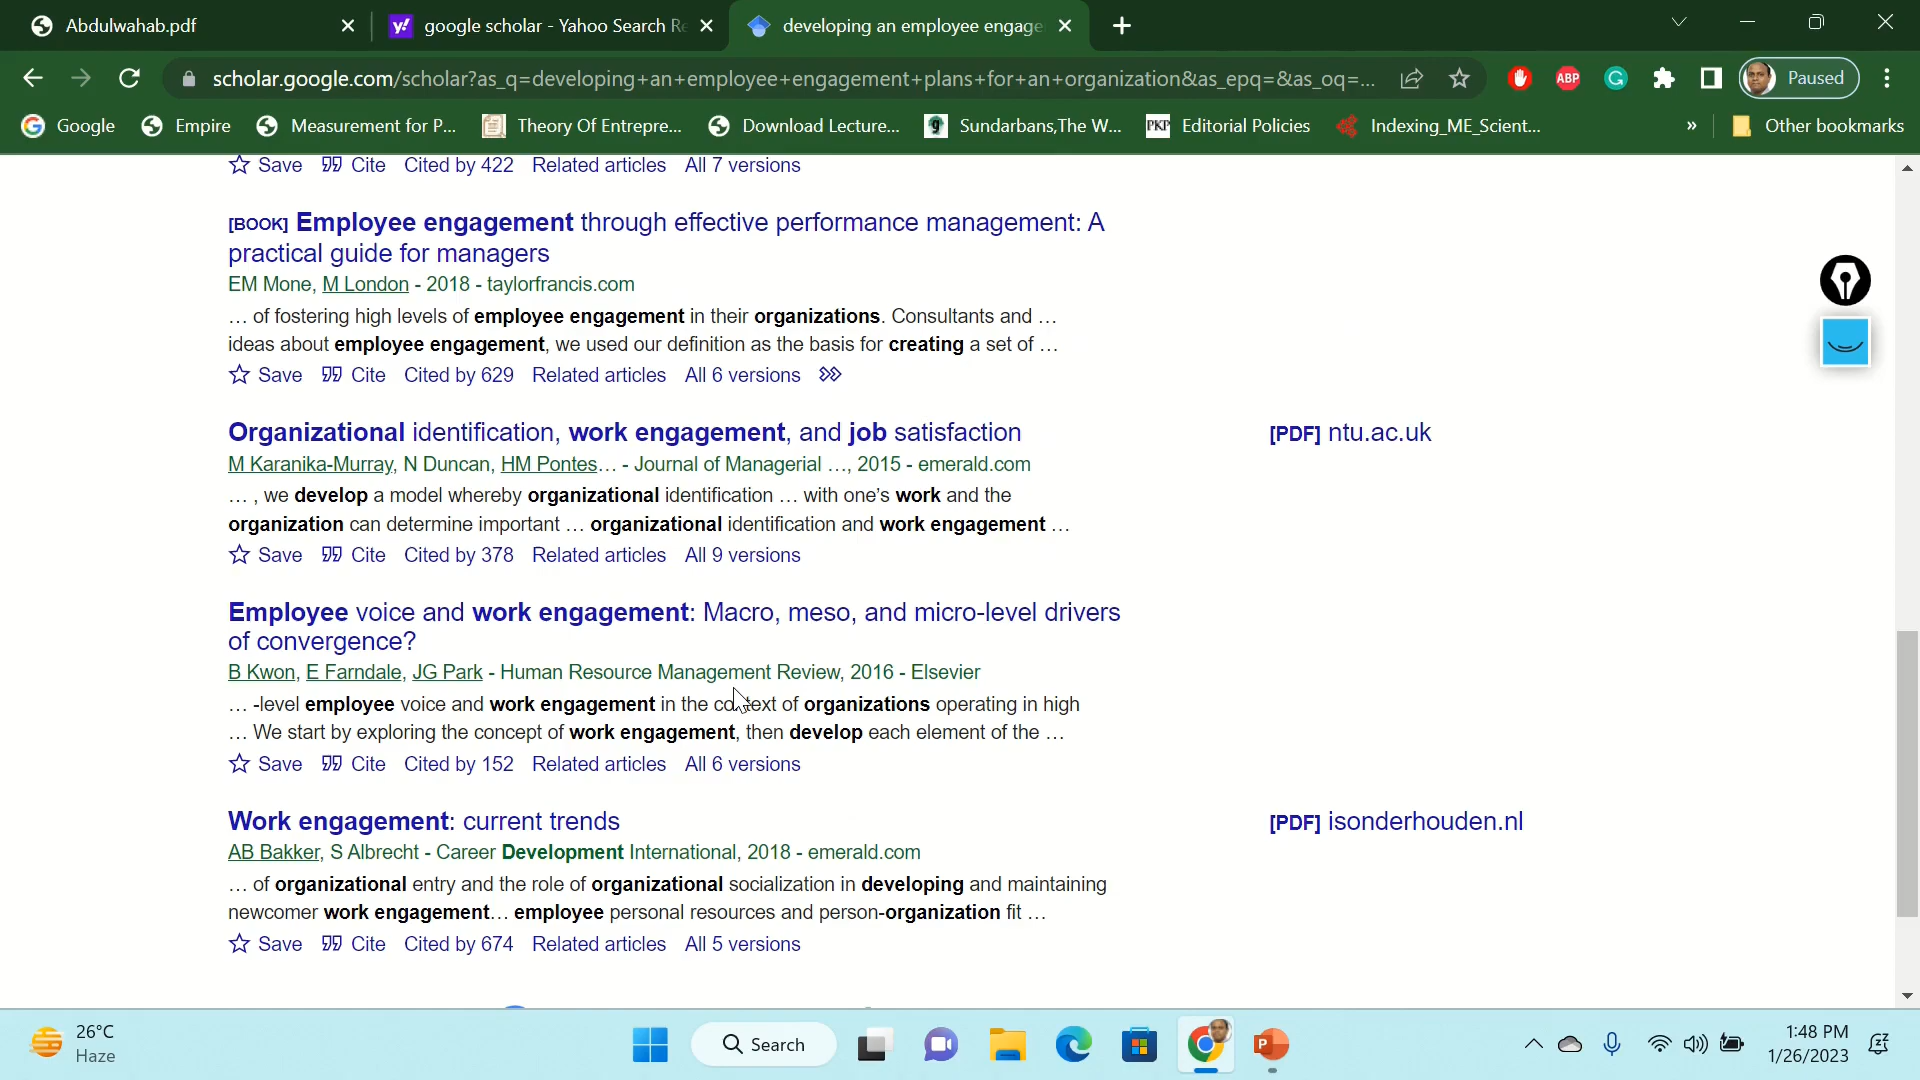 Abdulwahab.pdf
google scholar - Yahoo Search Re
developing an employee engage
scholar.google.com/scholar?as_q=developing+an+employee+engagement+plans+for+an+organization&as_epq=&as_oq=...
ABP
Paused
Google
Empire
Measurement for P...
Theory Of Entrepre...
Download Lecture...
Sundarbans,The W...
PKP Editorial Policies
Indexing_ME_Scient...
»
Other bookmarks
Save Cite Cited by 422 Related articles All 7 versions
[BOOK] Employee engagement through effective performance management: A
practical guide for managers
EM Mone, M London - 2018 - taylorfrancis.com
… of fostering high levels of employee engagement in their organizations. Consultants and …
ideas about employee engagement, we used our definition as the basis for creating a set of …
Save Cite Cited by 629 Related articles All 6 versions
Organizational identification, work engagement, and job satisfaction
[PDF] ntu.ac.uk
M Karanika-Murray, N Duncan, HM Pontes… - Journal of Managerial …, 2015 - emerald.com
… , we develop a model whereby organizational identification … with one's work and the
organization can determine important … organizational identification and work engagement …
Save Cite Cited by 378 Related articles All 9 versions
Employee voice and work engagement: Macro, meso, and micro-level drivers
of convergence?
B Kwon, E Farndale, JG Park - Human Resource Management Review, 2016 - Elsevier
… -level employee voice and work engagement in the context of organizations operating in high
… We start by exploring the concept of work engagement, then develop each element of the …
Save Cite Cited by 152 Related articles All 6 versions
Work engagement: current trends
[PDF] isonderhouden.nl
AB Bakker, S Albrecht - Career Development International, 2018 - emerald.com
… of organizational entry and the role of organizational socialization in developing and maintaining
newcomer work engagement… employee personal resources and person-organization fit …
Save Cite Cited by 674 Related articles All 5 versions
26°C
Haze
Search
1:48 PM
1/26/2023